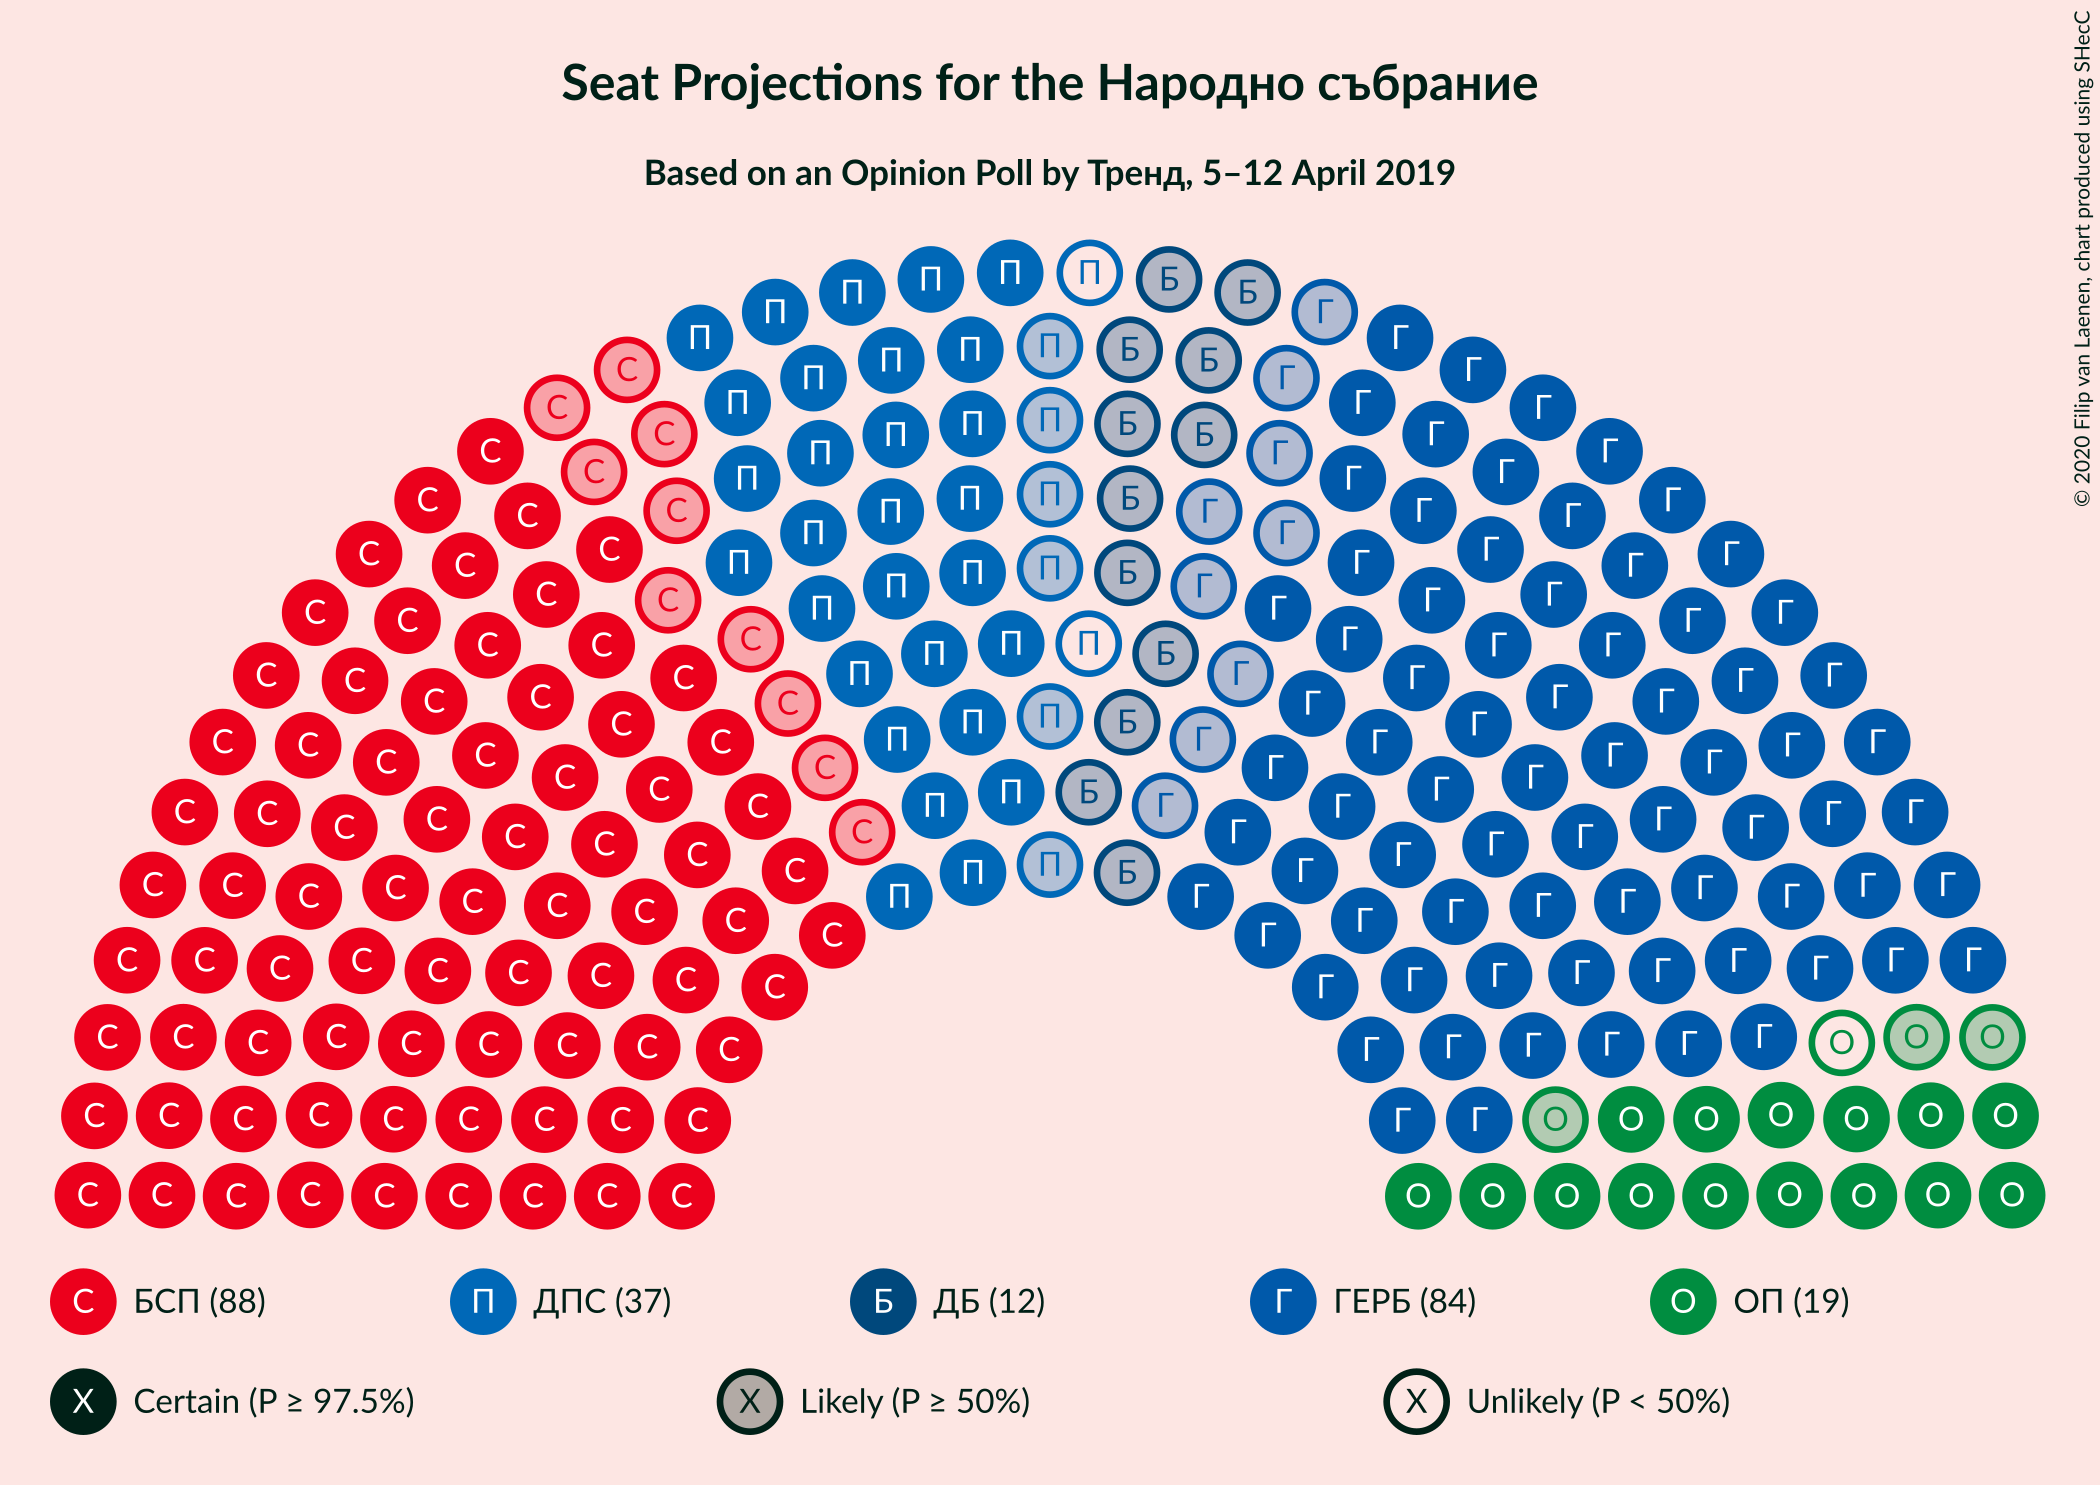 Seat Projections for the Народно събрание
Based on an Opinion Poll by Тренд, 5–12 April 2019
© 2020 Filip van Laenen, chart produced using SHecC
С БСП (88) П ДПС (37) Б ДБ (12) Г ГЕРБ (84) О ОП (19)
X Certain (P ≥ 97.5%) X Likely (P ≥ 50%) X Unlikely (P < 50%)